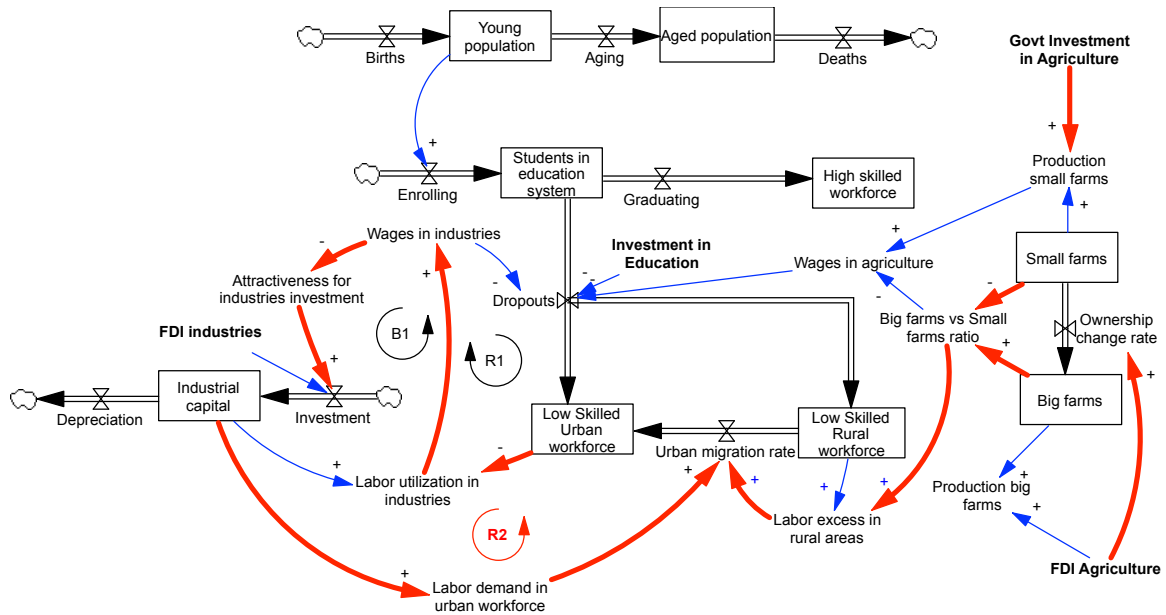 Young
population
Aged population
Births
Aging
Deaths
Govt Investment
in Agriculture
+
+
Students in
education
system
High skilled
workforce
Enrolling
Graduating
Production
small farms
+
+
-
Wages in industries
Investment in
Education
Wages in agriculture
Small farms
Attractiveness for
industries investment
+
-
Dropouts
-
-
-
-
Big farms vs Small
farms ratio
Ownership
change rate
FDI industries
B1
R1
+
+
+
Industrial
capital
Big farms
Depreciation
Investment
Low Skilled
Urban
workforce
Low Skilled
Rural
workforce
Urban migration rate
+
-
+
+
+
+
Labor utilization in
industries
Production big
farms
+
R2
Labor excess in
rural areas
+
Labor demand in
urban workforce
FDI Agriculture